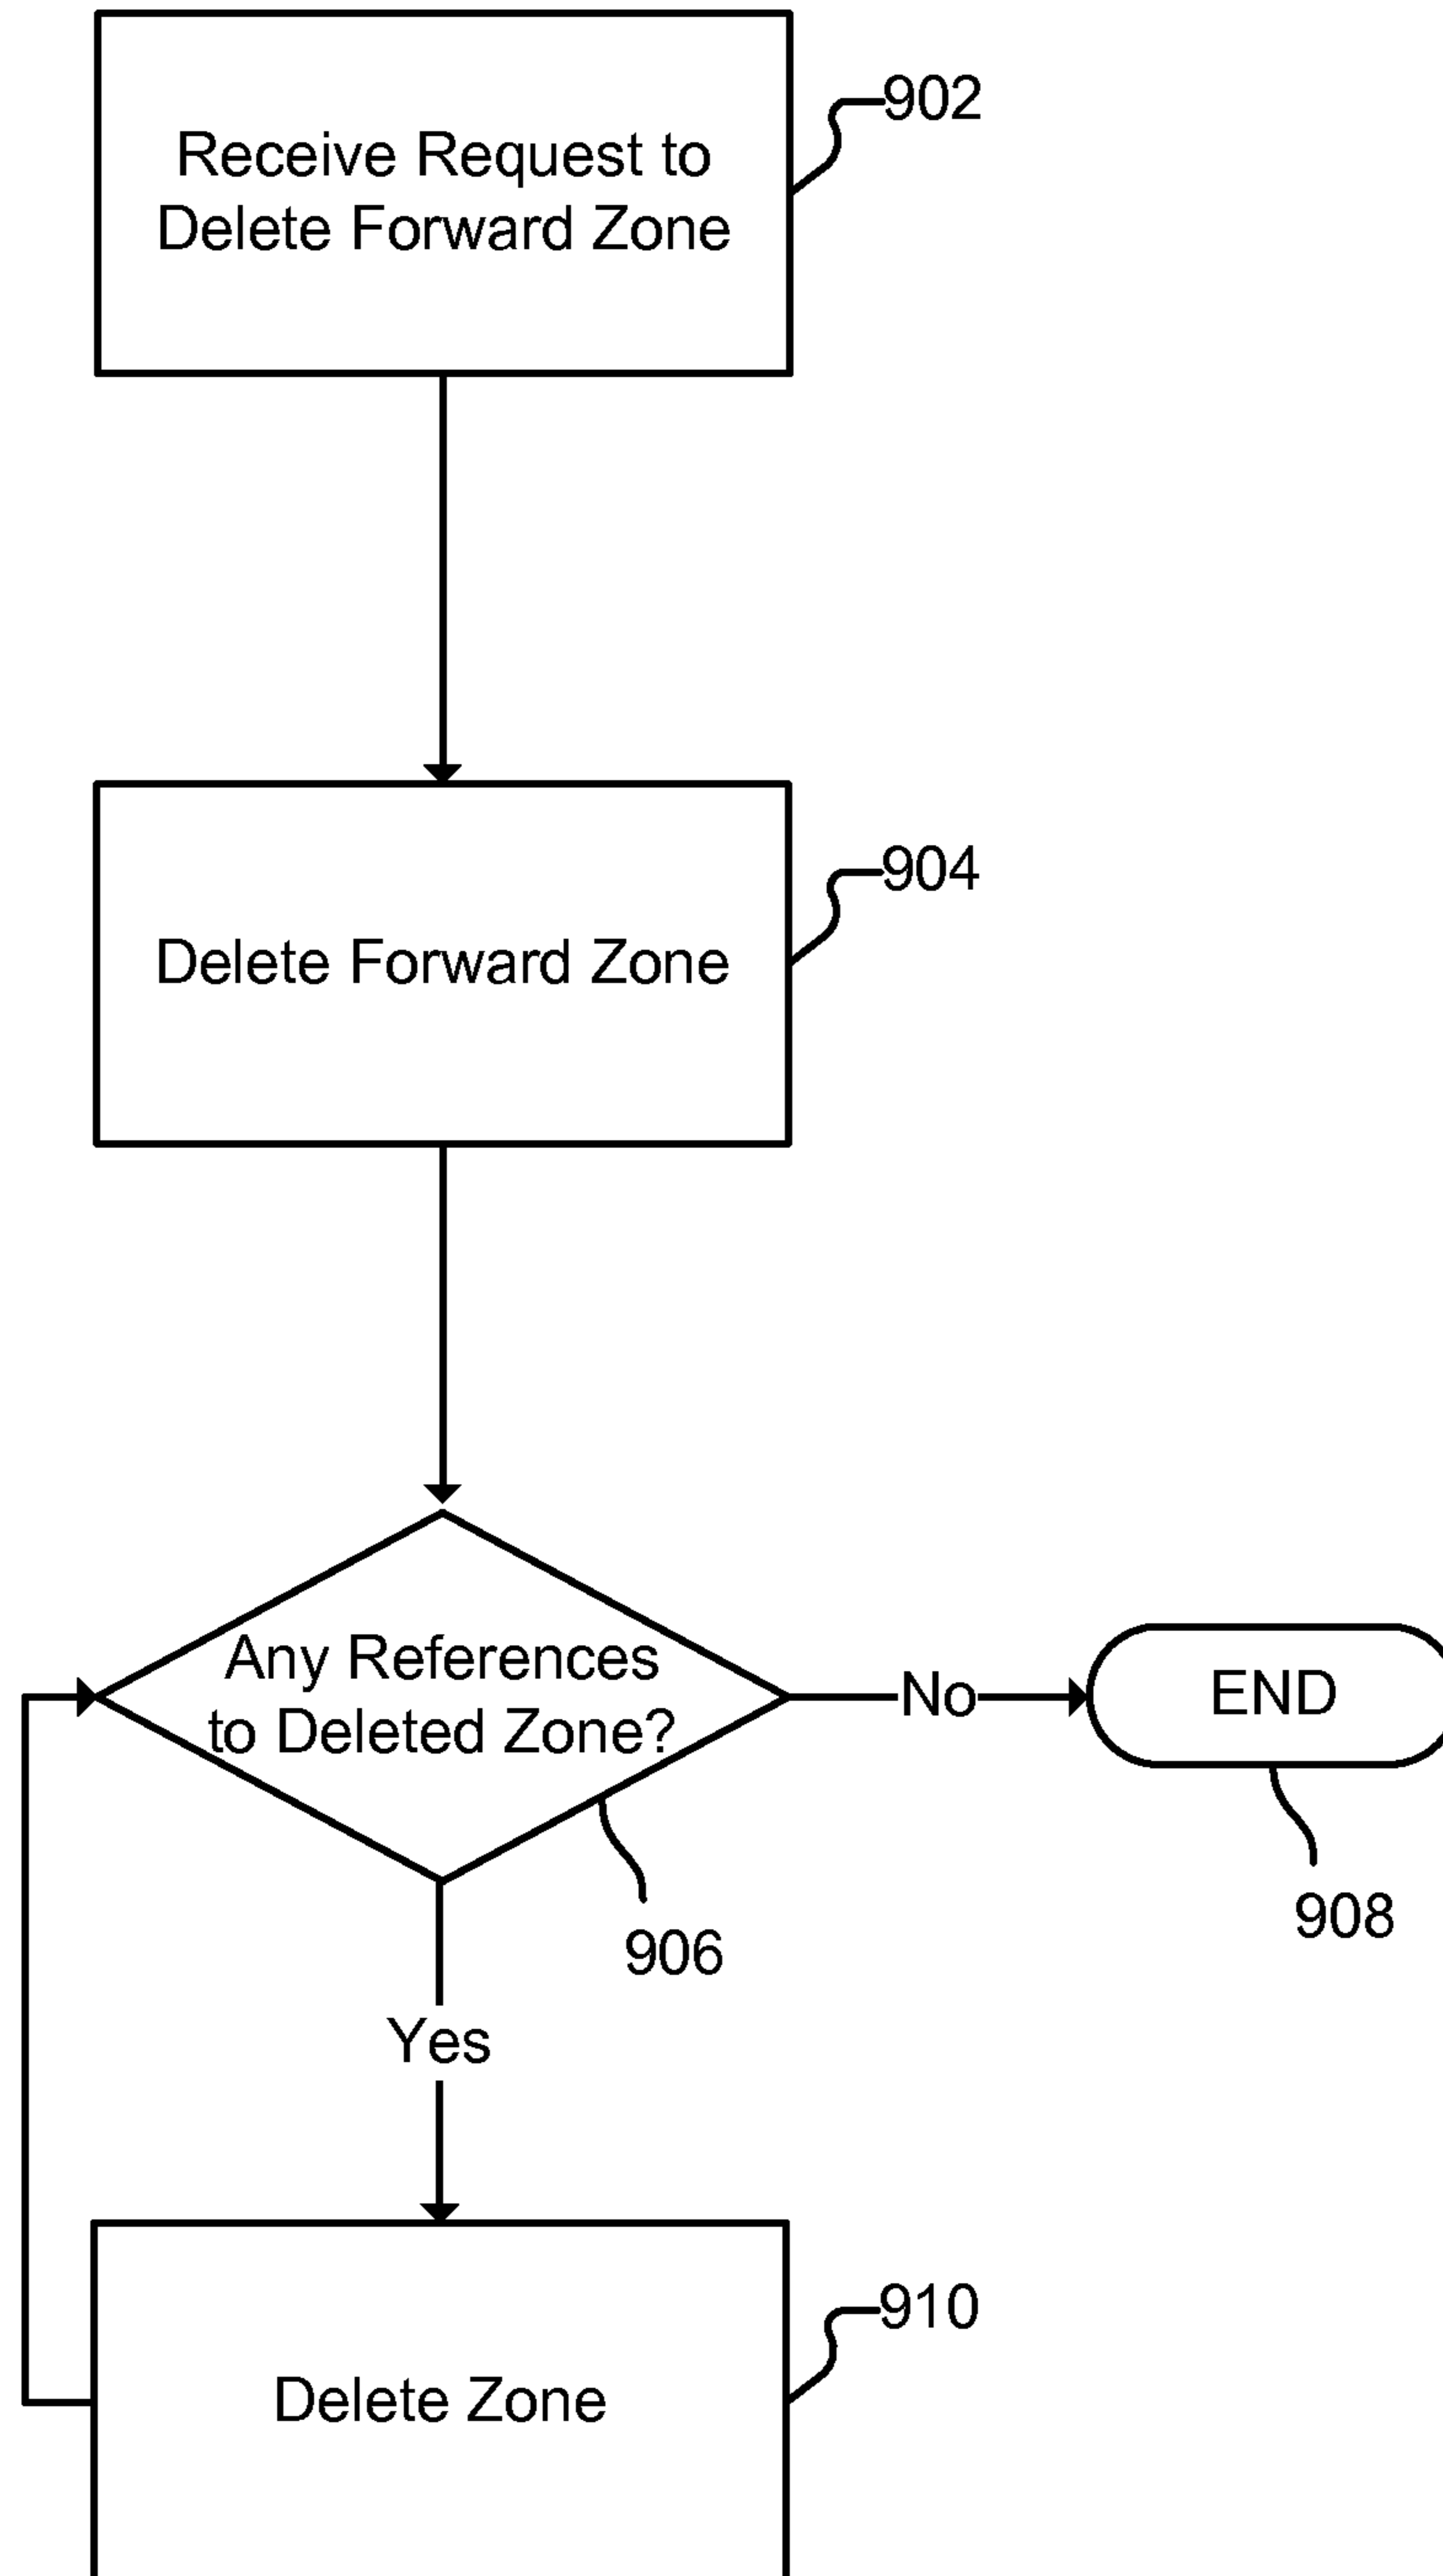 902
Receive Request to
Delete Forward Zone
904
Delete Forward Zone
Any References
to Deleted Zone?
No
END
908
906
Yes
910
Delete Zone